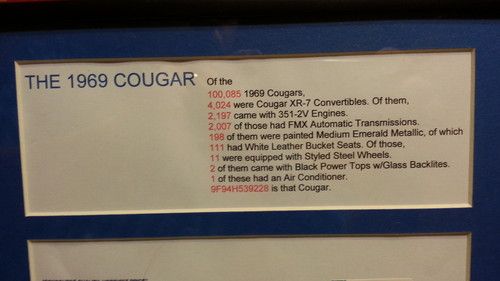 THE 1969 COUGAR
Of the
100,085 1969 Cougars,
4,024 were Cougar XR-7 Convertibles. Of them,
2,197 came with 351-2V Engines.
2,007 of those had FMX Automatic Transmissions.
198 of them were painted Medium Emerald Metallic, of which
111 had White Leather Bucket Seats. Of those,
11 were equipped with Styled Steel Wheels.
2 of them came with Black Power Tops w/Glass Backlites.
1 of these had an Air Conditioner.
9F94H539228 is that Cougar.